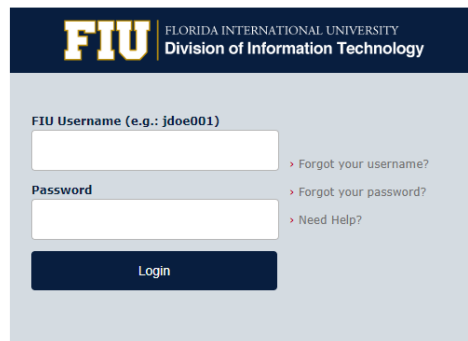 FIU
FLORIDA INTERNATIONAL UNIVERSITY
Division of Information Technology
FIU Username (e.g.: jdoe001)
› Forgot your username?
Password
› Forgot your password?
› Need Help?
Login